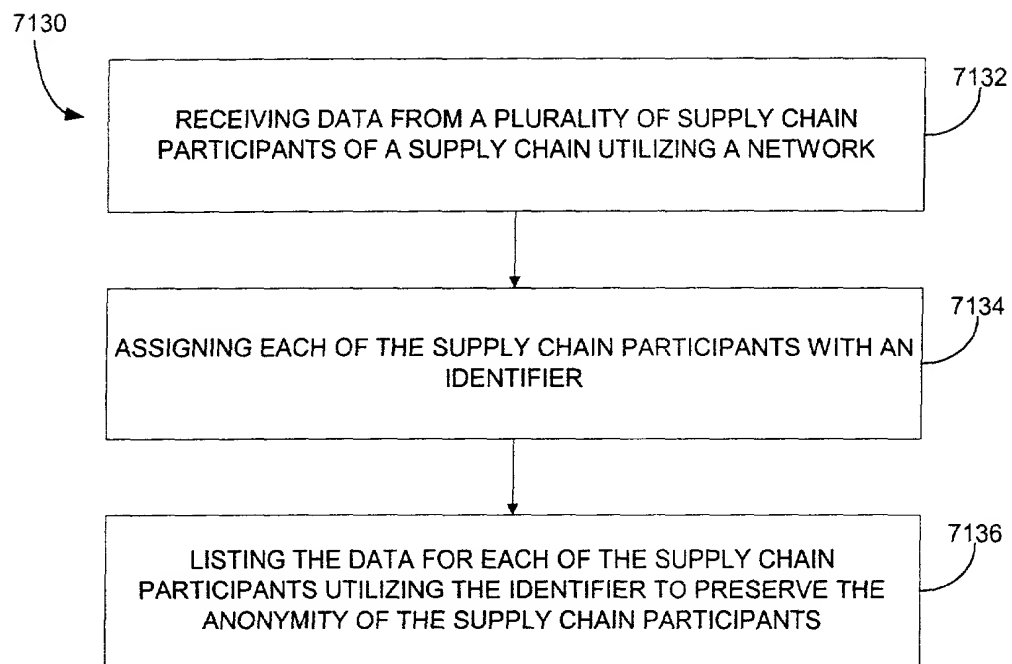 7130
7132
RECEIVING DATA FROM A PLURALITY OF SUPPLY CHAIN
PARTICIPANTS OF A SUPPLY CHAIN UTILIZING A NETWORK
7134
ASSIGNING EACH OF THE SUPPLY CHAIN PARTICIPANTS WITH AN
IDENTIFIER
7136
LISTING THE DATA FOR EACH OF THE SUPPLY CHAIN
PARTICIPANTS UTILIZING THE IDENTIFIER TO PRESERVE THE
ANONYMITY OF THE SUPPLY CHAIN PARTICIPANTS